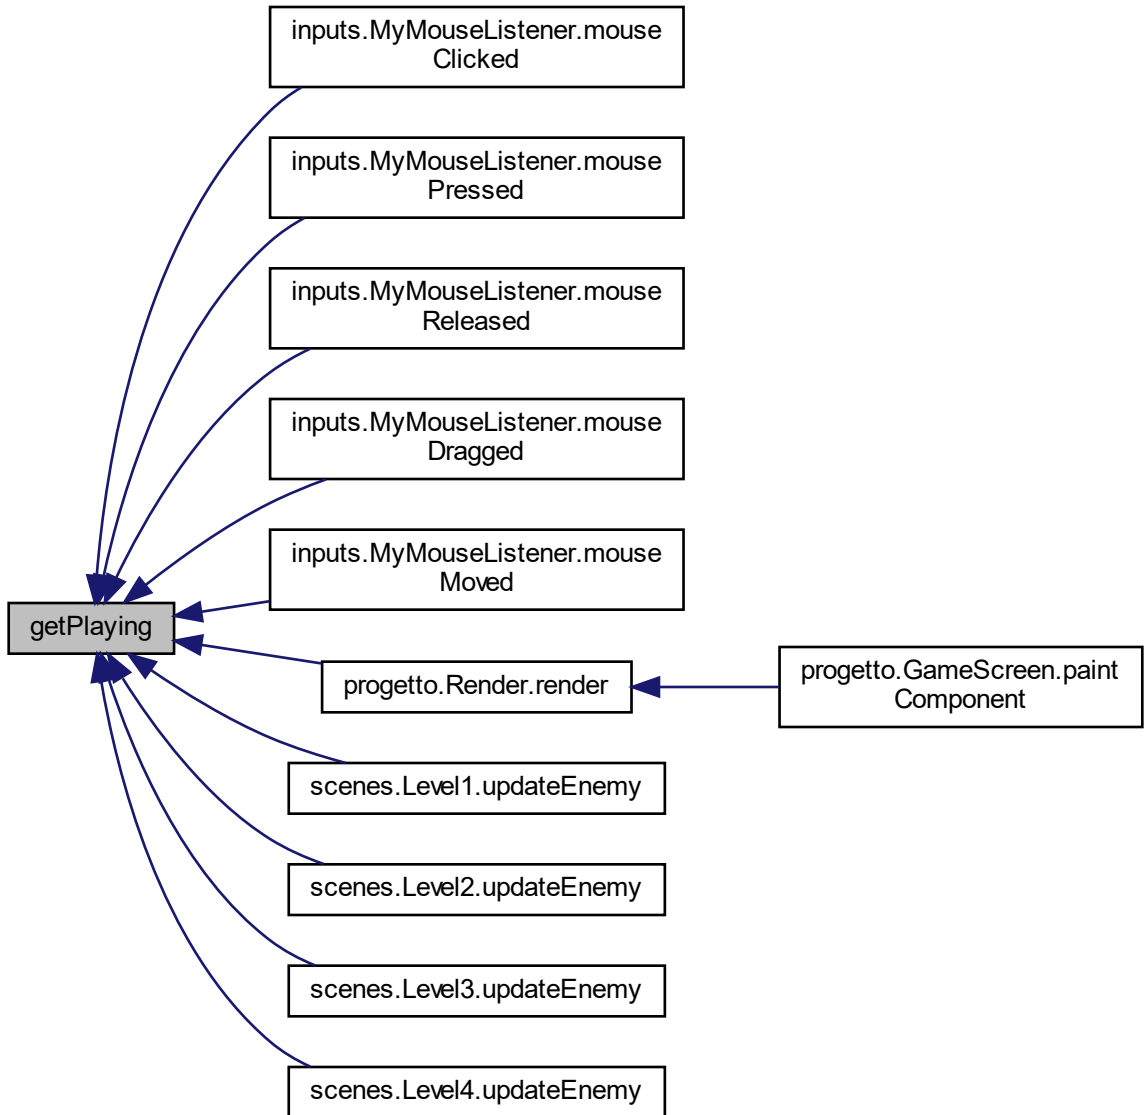 inputs.MyMouseListener.mouse
Clicked
inputs.MyMouseListener.mouse
Pressed
inputs.MyMouseListener.mouse
Released
inputs.MyMouseListener.mouse
Dragged
inputs.MyMouseListener.mouse
Moved
getPlaying
progetto.Render.render
progetto.GameScreen.paint
Component
scenes.Level1.updateEnemy
scenes.Level2.updateEnemy
scenes.Level3.updateEnemy
scenes.Level4.updateEnemy